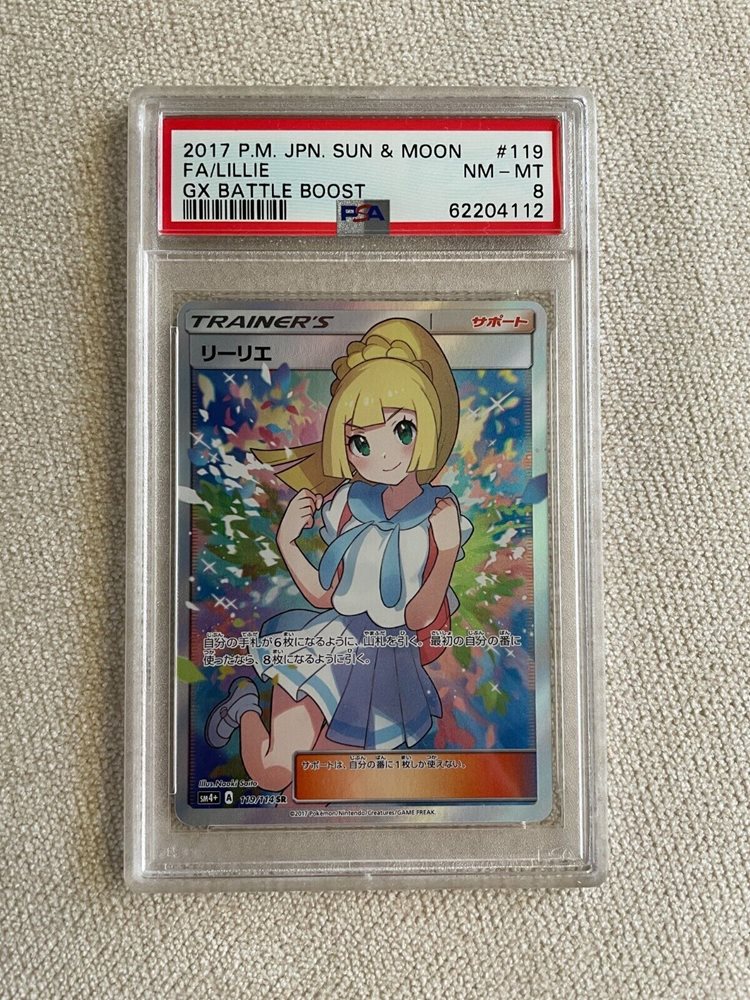 2017 P.M. JPN. SUN & MOON #119
FA/LILLIE NM - MT
GX BATTLE BOOST 8
PSA 62204112
TRAINER'S サポート
リーリエ
自分の手札が6枚になるように、山札を引く。最初の自分の番に
使ったなら、8枚になるように引く。
サポートは、自分の番に1枚しか使えない。
Illus. Naoki Saito
SM4+ A 119/114 SR
©2017 Pokémon/Nintendo/Creatures/GAME FREAK.